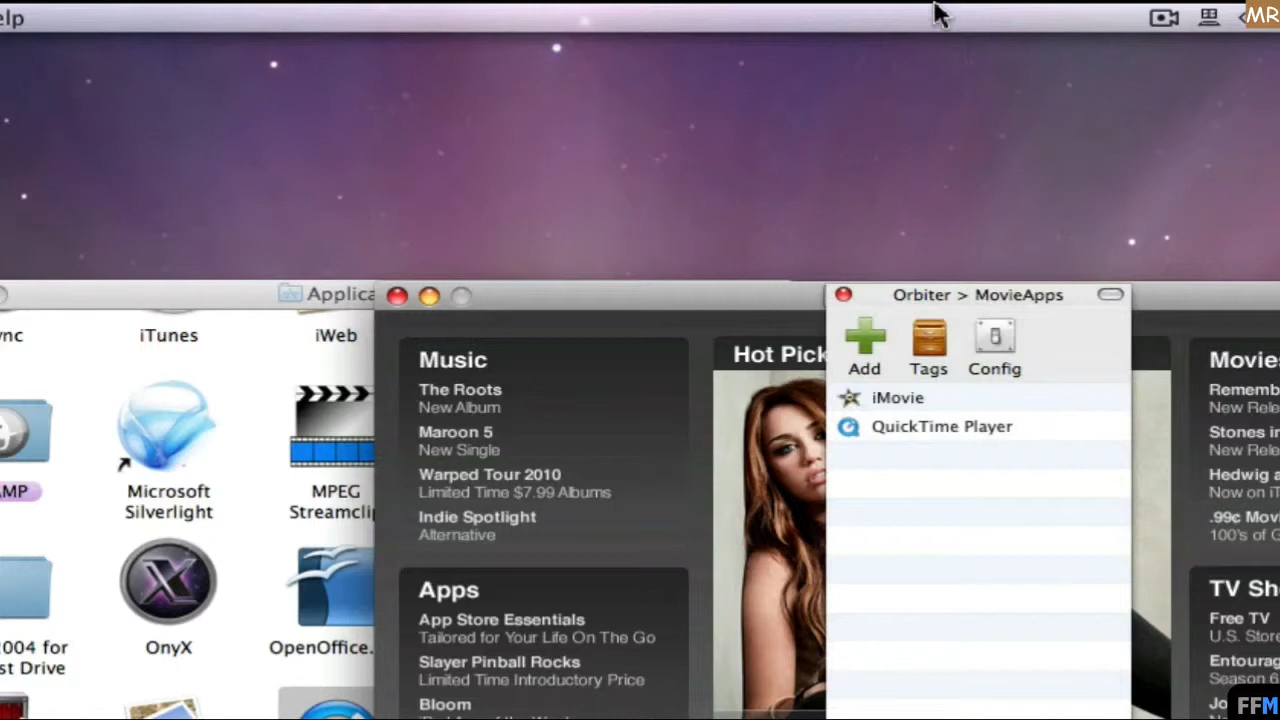 elp
MR
Applica
Orbiter > MovieApps
ync
iTunes
iWeb
Add
Tags
Config
iMovie
QuickTime Player
AMP
Microsoft
Silverlight
MPEG
Streamcli
2004 for
st Drive
OnyX
OpenOffice.
Music
The Roots
New Album
Maroon 5
New Single
Warped Tour 2010
Limited Time $7.99 Albums
Indie Spotlight
Alternative
Apps
App Store Essentials
Tailored for Your Life On The Go
Slayer Pinball Rocks
Limited Time Introductory Price
Bloom
Hot Pick
Movies
Rememb
New Rele
Stones in
New Rele
Hedwig a
Now on iT
.99¢ Movi
100's of G
TV Sh
Free TV
U.S. Store
Entourag
Season 6
Jo
FFM